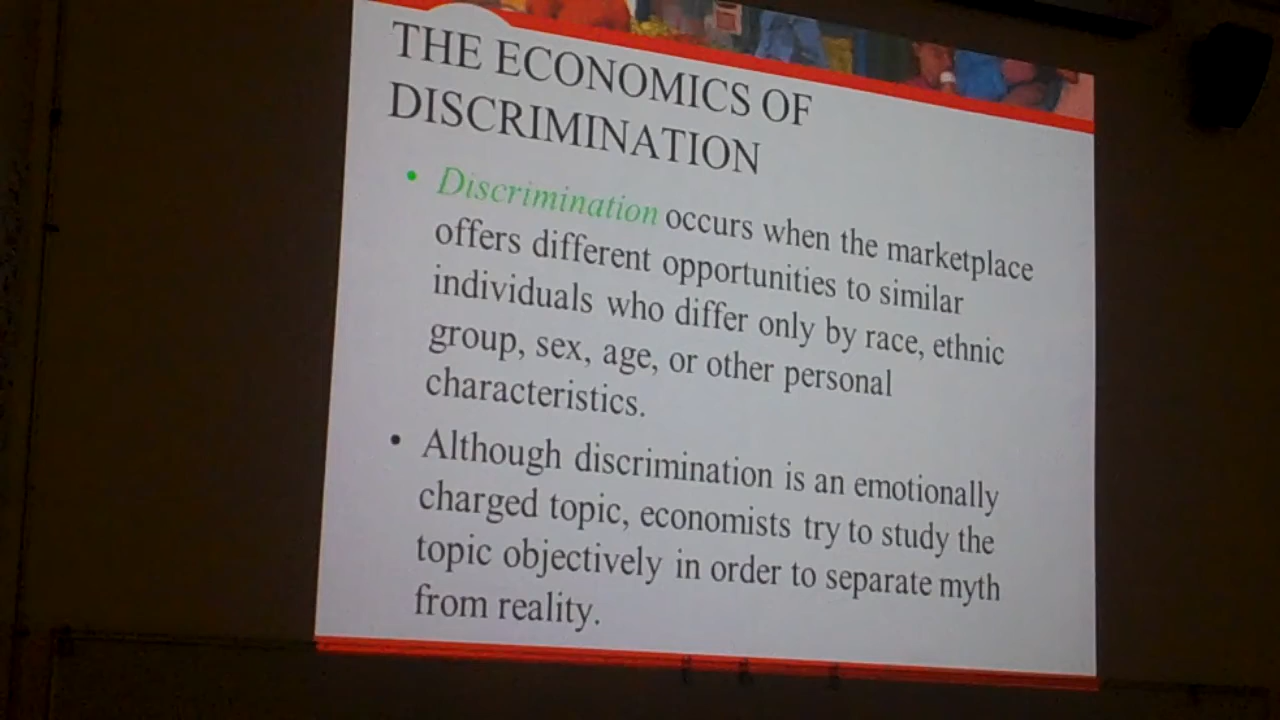 THE ECONOMICS OF
DISCRIMINATION
• Discrimination occurs when the marketplace
offers different opportunities to similar
individuals who differ only by race, ethnic
group, sex, age, or other personal
characteristics.
• Although discrimination is an emotionally
charged topic, economists try to study the
topic objectively in order to separate myth
from reality.